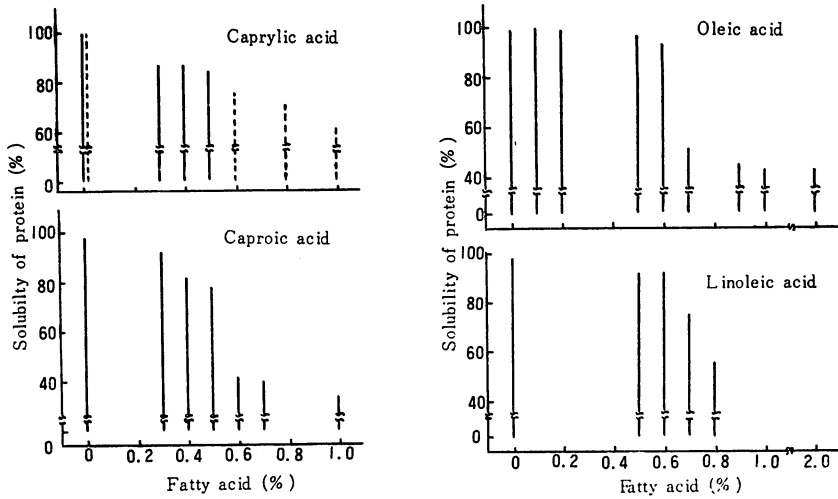 100
Caprylic acid
80
60
0
Solubilty of protein (%)
100
Caproic acid
80
60
40
0
0 0.2 0.4 0.6 0.8 1.0
Fatty acid (%)
100
Oleic acid
80
60
40
0
Solubility of protein (%)
100
Linoleic acid
80
60
40
0
0 0.2 0.4 0.6 0.8 1.0 2.0
Fatty acid (%)